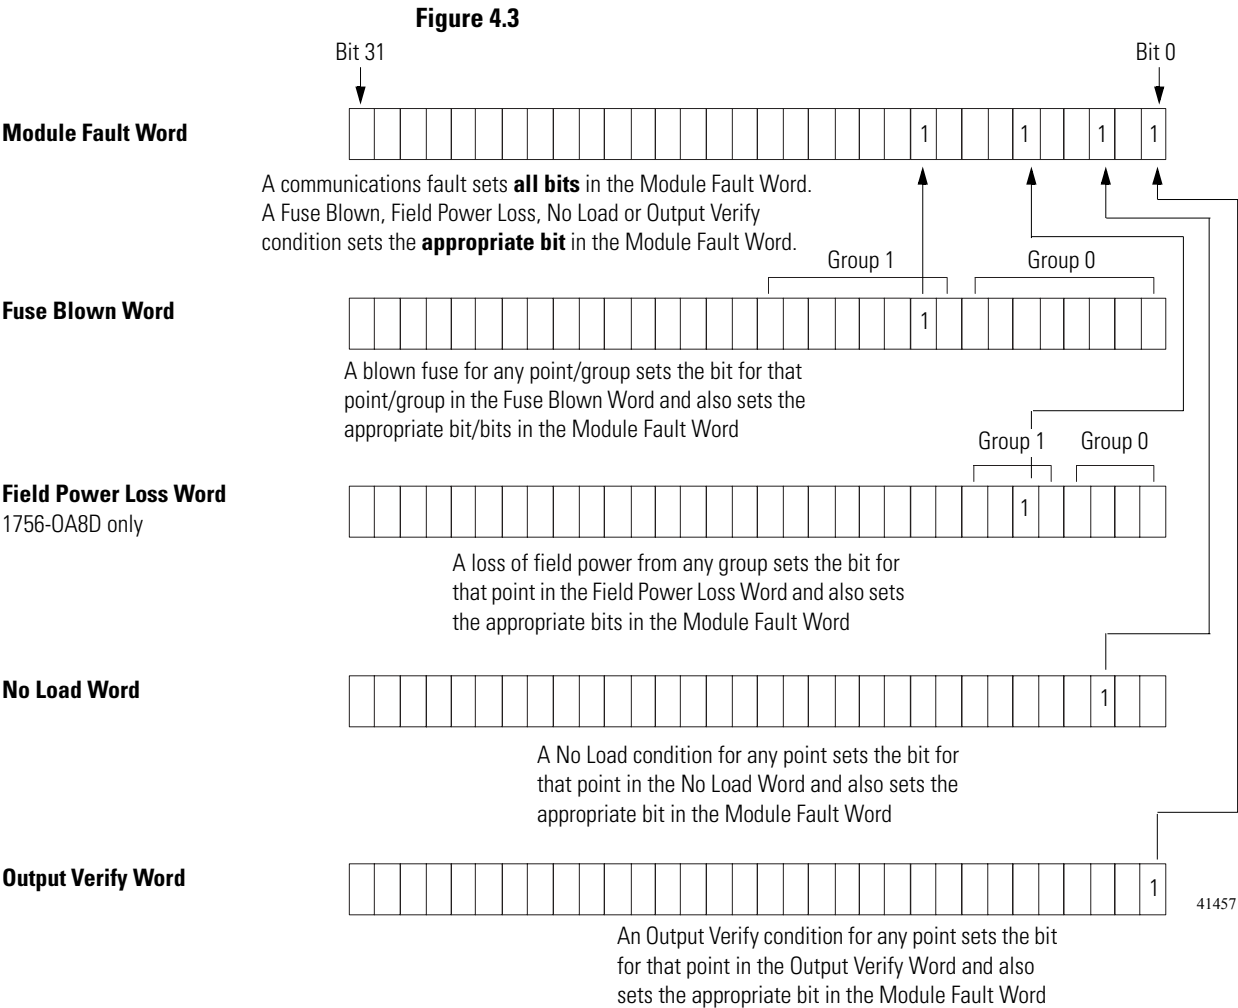 Figure 4.3
Bit 31
Bit 0
Module Fault Word
1 1 1 1
A communications fault sets all bits in the Module Fault Word.
A Fuse Blown, Field Power Loss, No Load or Output Verify
condition sets the appropriate bit in the Module Fault Word.
Group 1
Group 0
Fuse Blown Word
1
A blown fuse for any point/group sets the bit for that
point/group in the Fuse Blown Word and also sets the
appropriate bit/bits in the Module Fault Word
Group 1
Group 0
Field Power Loss Word
1756-OA8D only
1
A loss of field power from any group sets the bit for
that point in the Field Power Loss Word and also sets
the appropriate bits in the Module Fault Word
No Load Word
1
A No Load condition for any point sets the bit for
that point in the No Load Word and also sets the
appropriate bit in the Module Fault Word
Output Verify Word
1
41457
An Output Verify condition for any point sets the bit
for that point in the Output Verify Word and also
sets the appropriate bit in the Module Fault Word